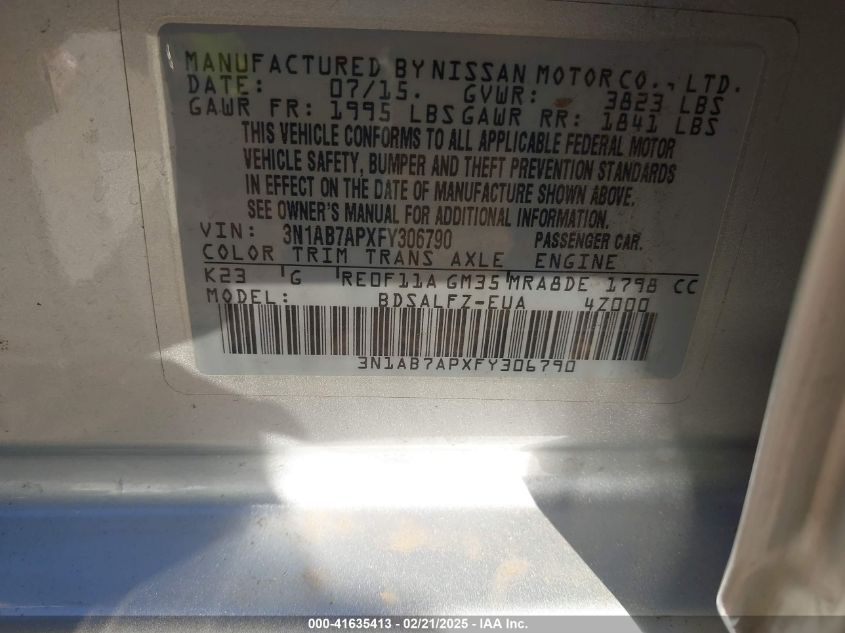 MANUFACTURED BY NISSAN MOTOR CO., LTD.
DATE: 07/15. GVWR: 3823 LBS
GAWR FR: 1995 LBS GAWR RR: 1841 LBS
THIS VEHICLE CONFORMS TO ALL APPLICABLE FEDERAL MOTOR
VEHICLE SAFETY, BUMPER AND THEFT PREVENTION STANDARDS
IN EFFECT ON THE DATE OF MANUFACTURE SHOWN ABOVE.
SEE OWNER'S MANUAL FOR ADDITIONAL INFORMATION.
VIN: 3N1AB7APXFY306790 PASSENGER CAR.
COLOR TRIM TRANS AXLE ENGINE
K23 G RE0F11A GM35 MRA8DE 1798 CC
MODEL: BDSALFZ-EUA 4Z000
3N1AB7APXFY306790
000-41635413 - 02/21/2025 - IAA, Inc.